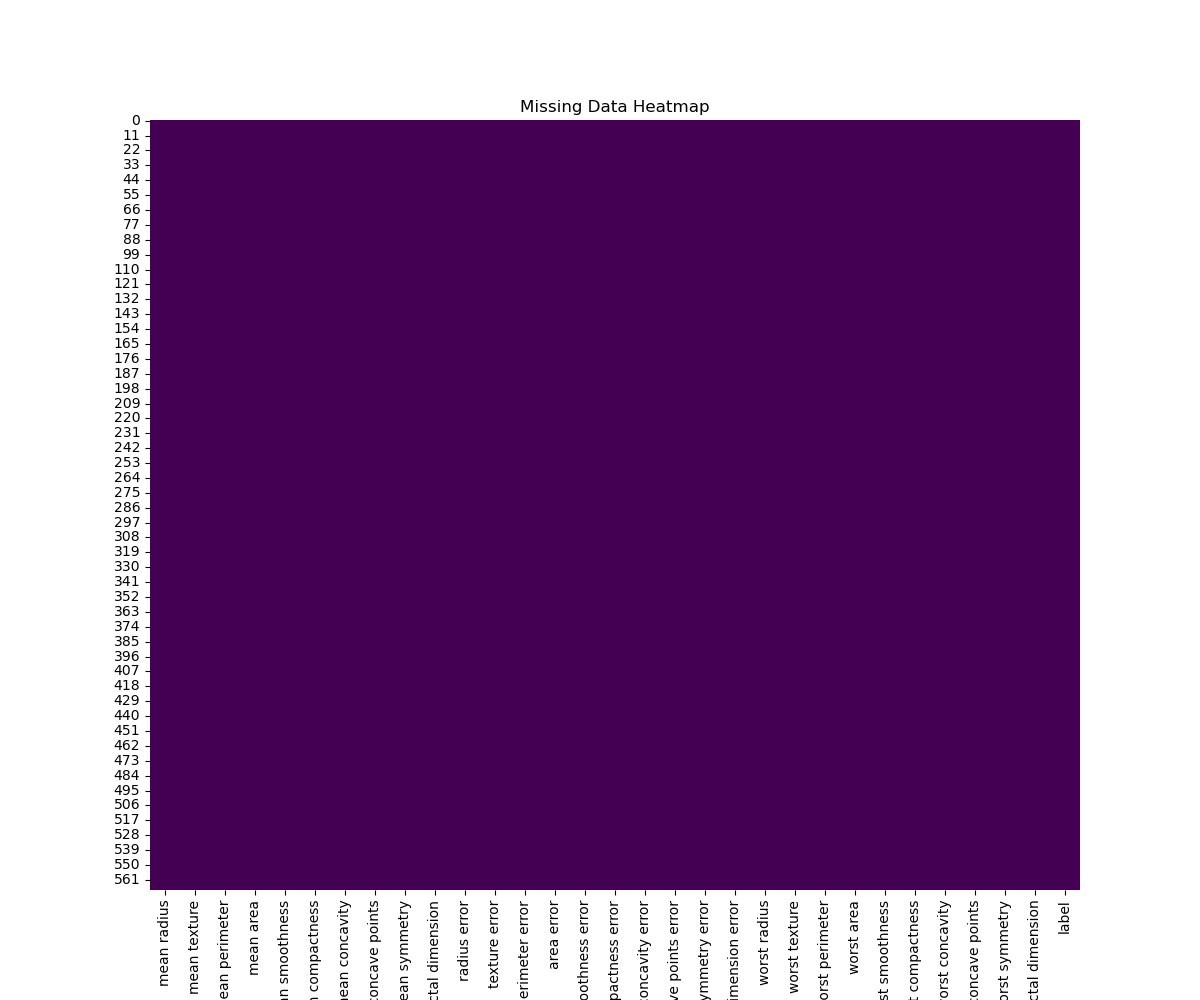 Missing Data Heatmap
0
11
22
33
44
55
66
77
88
99
110
121
132
143
154
165
176
187
198
209
220
231
242
253
264
275
286
297
308
319
330
341
352
363
374
385
396
407
418
429
440
451
462
473
484
495
506
517
528
539
550
561
mean radius
mean texture
ean perimeter
mean area
n smoothness
compactness
ean concavity
concave points
ean symmetry
ctal dimension
radius error
texture error
erimeter error
area error
oothness error
pactness error
oncavity error
ve points error
ymmetry error
imension error
worst radius
worst texture
orst perimeter
worst area
st smoothness
t compactness
orst concavity
concave points
orst symmetry
ctal dimension
label